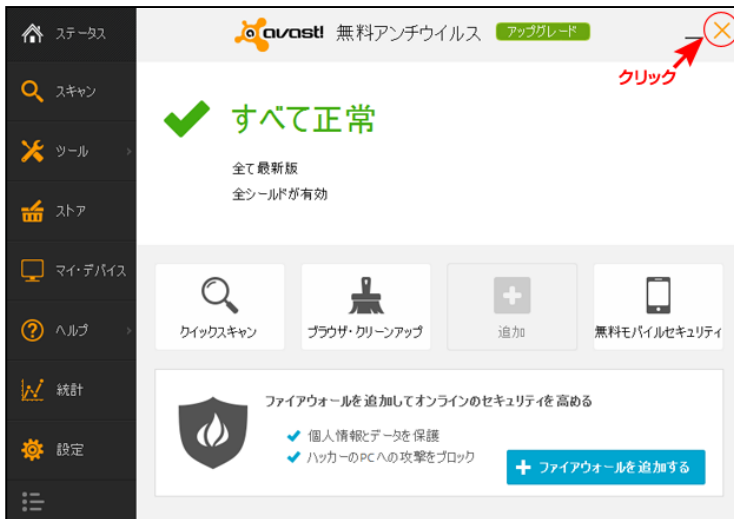 ステータス
avast! 無料アンチウイルス アップグレード
クリック
スキャン
すべて正常
ツール
全て最新版
全シールドが有効
ストア
マイ・デバイス
クイックスキャン
ブラウザ・クリーンアップ
追加
無料モバイルセキュリティ
ヘルプ
統計
ファイアウォールを追加してオンラインのセキュリティを高める
個人情報とデータを保護
ハッカーのPCへの攻撃をブロック
ファイアウォールを追加する
設定